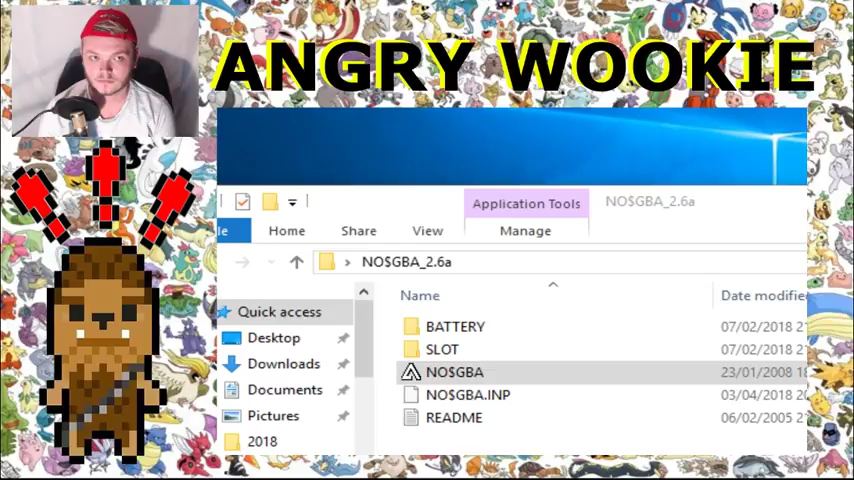 ANGRY WOOKIE
Application Tools
NO$GBA_2.6a
le
Home
Share
View
Manage
NO$GBA_2.6a
Quick access
Desktop
Downloads
Documents
Pictures
2018
Name
Date modifie
BATTERY
07/02/2018 2
SLOT
07/02/2018 2
NO$GBA
23/01/2008 18
NO$GBA.INP
03/04/2018 20
README
06/02/2005 2